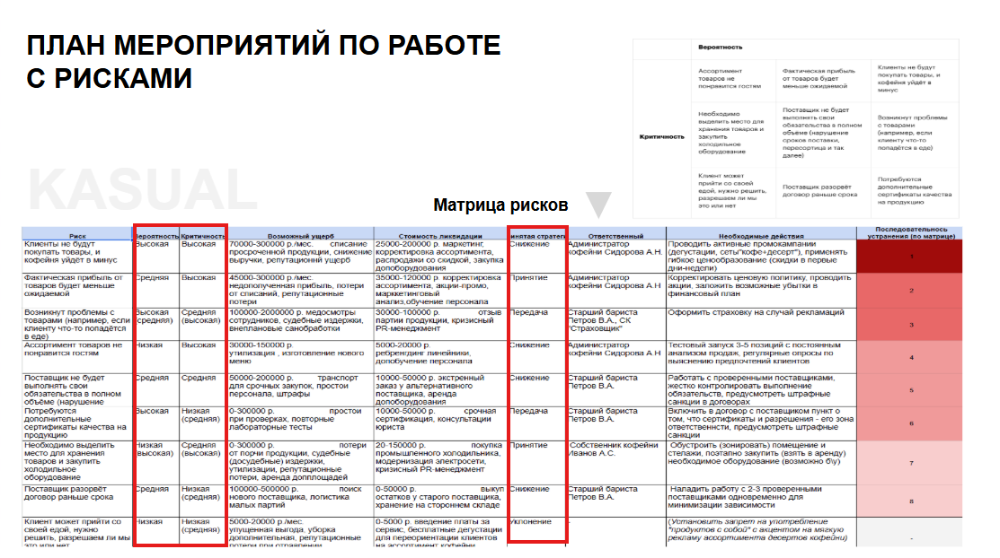 ПЛАН МЕРОПРИЯТИЙ ПО РАБОТЕ
С РИСКАМИ
Вероятность
Ассортимент
товаров не
понравится гостям
Фактическая прибыль
от товаров будет
меньше ожидаемой
Клиенты не будут
покупать товары, и
кофейня уйдёт в
минус
Критичность
Необходимо
выделить место для
хранения товаров и
закупить
холодильное
оборудование
Поставщик не будет
выполнять свои
обязательства в полном
объёме (нарушение
сроков поставки,
пересортица и так
далее)
Возникнут проблемы
с товарами
(например, если
клиенту что-то
попадётся в еде)
Клиент может
прийти со своей
едой, нужно решить,
разрешаем ли мы
это или нет
Поставщик разорвёт
договор раньше срока
Потребуются
дополнительные
сертификаты качества
на продукцию
KASUAL
Матрица рисков
Риск
Вероятность
Критичность
Возможный ущерб
Стоимость ликвидации
инятая стратег
Ответственный
Необходимые действия
Последовательнось
устранения (по матрице)
Клиенты не будут
покупать товары, и
кофейня уйдёт в минус
Высокая
Высокая
70000-300000 р./мес. списание
просроченной продукции, снижение
выручки, репутационнй ущерб
25000-200000 р. маркетинг,
корректировка ассортимента,
распродажи со скидкой, закупка
допоборудования
Снижение
Администратор
кофейни Сидорова А.Н.
Проводить активные промокампании
(дегустации, сеты"кофе+десерт"), применять
гибкое ценообразование (скидки в первые
дни-недели)
1
Фактическая прибыль от
товаров будет меньше
ожидаемой
Средняя
Высокая
45000-300000 р./мес.
недополученная прибыль, потери
от списаний, репутационные
потери
35000-120000 р. корректировка
ассортимента, акции-промо,
марккетинговый
анализ,обучение персонала
Принятие
Администратор
кофейни Сидорова А.Н
Корректировать ценовую политику, проводить
акции, заложить возможные убытки в
финансовый план
2
Возникнут проблемы с
товарами (например, если
клиенту что-то попадётся
в еде)
Высокая
(средняя)
Средняя
(высокая)
100000-2000000 р. медосмотры
сотрудников, судебные издержки,
внеплановые санобработки
30000-100000 р. отзыв
партии продукции, кризисный
PR-менеджмент
Передача
Старший бариста
Петров В.А., СК
"Страховщик"
Оформить страховку на случай рекламаций
3
Ассортимент товаров не
понравится гостям
Низкая
Высокая
30000-150000 р.
утилизация , изготовление нового
меню
5000-20000 р.
ребрендинг линейники,
допобучение персонала
Снижение
Администратор
кофейни Сидорова А.Н
Тестовый запуск 3-5 позиций с постоянным
анализом продаж, регулярные опросы по
выяснению предпочтений клиентов
4
Поставщик не будет
выполнять свои
обязательства в полном
объёме (нарушение
Средняя
Средняя
50000-200000 р. транспорт
для срочных закупок, простои
персонала, штрафы
10000-50000 р. экстренный
заказ у альтернативного
поставщика, аренда
допоборудования
Снижение
Старший бариста
Петров В.А.
Работать с проверенными поставщиками,
жестко контролировать выполнение
обязательств, предусмотреть штрафные
санкции в договорах
5
Потребуются
дополнительные
сертификаты качества на
продукцию
Высокая
Низкая
(средняя)
0-300000 р. простои
при проверках, повторные
лабораторные тесты
10000-50000 р. срочная
сертификация, консультации
юриста
Передача
Старший бариста
Петров В.А.
Включить в договор с поставщиком пункт о
том, что сертификаты и разрешения - его зона
ответственнсти, предусмотреть штрафные
санкции
6
Необходимо выделить
место для хранения
товаров и закупить
холодильное
оборудование
Низкая
(высокая)
Средняя
(высокая)
0-300000 р. потери
от порчи продукции, судебные
(досудебные) издержки,
утилизации, репутационные
потери, аренда допплощадей
20-150000 р. покупка
промышленного холодильника,
модернизация электросети,
кризисный PR-менеджмент
Принятие
Собственник кофейни
Иванов А.С.
Обустроить (зонировать) помещение и
стелажи, поэтапно закупить (взять в аренду)
необходимое оборудование (возможно б\у)
7
Поставщик разорвёт
договор раньше срока
Средняя
Низкая
(средняя)
100000-500000 р. поиск
нового поставщика, логистика
малых партий
0-50000 р. выкуп
остатков у старого поставщика,
хранение на стороннем складе
Снижение
Старший бариста
Петров В.А.
Наладить работу с 2-3 проверенными
поставщиками одновременно для
минимизации зависимости
8
Клиент может прийти со
своей едой, нужно
решить, разрешаем ли мы
это или нет
Низкая
Низкая
(средняя)
5000-20000 р./мес.
упущенная выгода, уборка
дополнительная, репутационные
потери при отравлении
0-5000 р. введение платы за
сервис, бесплатные дегустации
для переориентации клиентов
на ассортимент кофейни
Уклонение
-
(Установить запрет на употребление
"продуктов с собой" с акцентом на мягкую
рекламу ассортимента десертов кофейни)
-